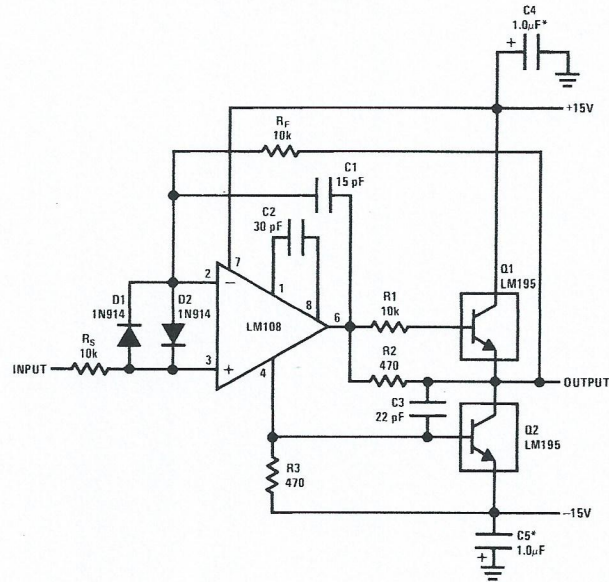 C4
1.0µF*
+
+15V
RF
10k
C1
15 pF
C2
30 pF
7
1
Q1
LM195
D1
1N914
D2
1N914
2
−
8
6
R1
10k
LM108
RS
10k
3
+
R2
470
INPUT
4
OUTPUT
C3
22 pF
Q2
LM195
R3
470
−15V
C5*
1.0µF
+